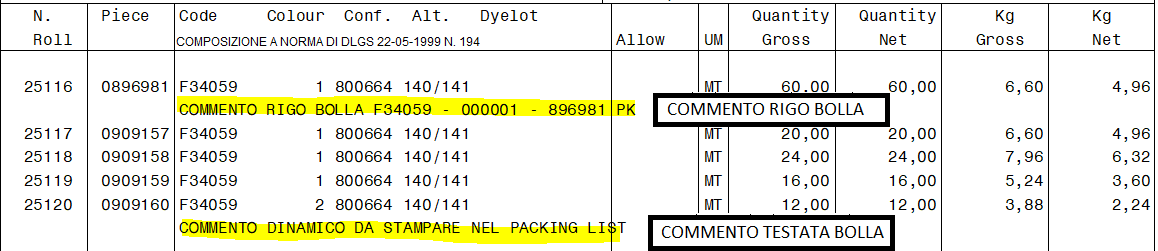 N. Piece Code Colour Conf. Alt. Dyelot Quantity Quantity Kg Kg
Roll COMPOSIZIONE A NORMA DI DLGS 22-05-1999 N. 194 Allow UM Gross Net Gross Net
25116 0896981 F34059 1 800664 140/141 MT 60,00 60,00 6,60 4,96
COMMENTO RIGO BOLLA F34059 - 000001 - 896981 PK COMMENTO RIGO BOLLA
25117 0909157 F34059 1 800664 140/141 MT 20,00 20,00 6,60 4,96
25118 0909158 F34059 1 800664 140/141 MT 24,00 24,00 7,96 6,32
25119 0909159 F34059 1 800664 140/141 MT 16,00 16,00 5,24 3,60
25120 0909160 F34059 2 800664 140/141 MT 12,00 12,00 3,88 2,24
COMMENTO DINAMICO DA STAMPARE NEL PACKING LIST COMMENTO TESTATA BOLLA